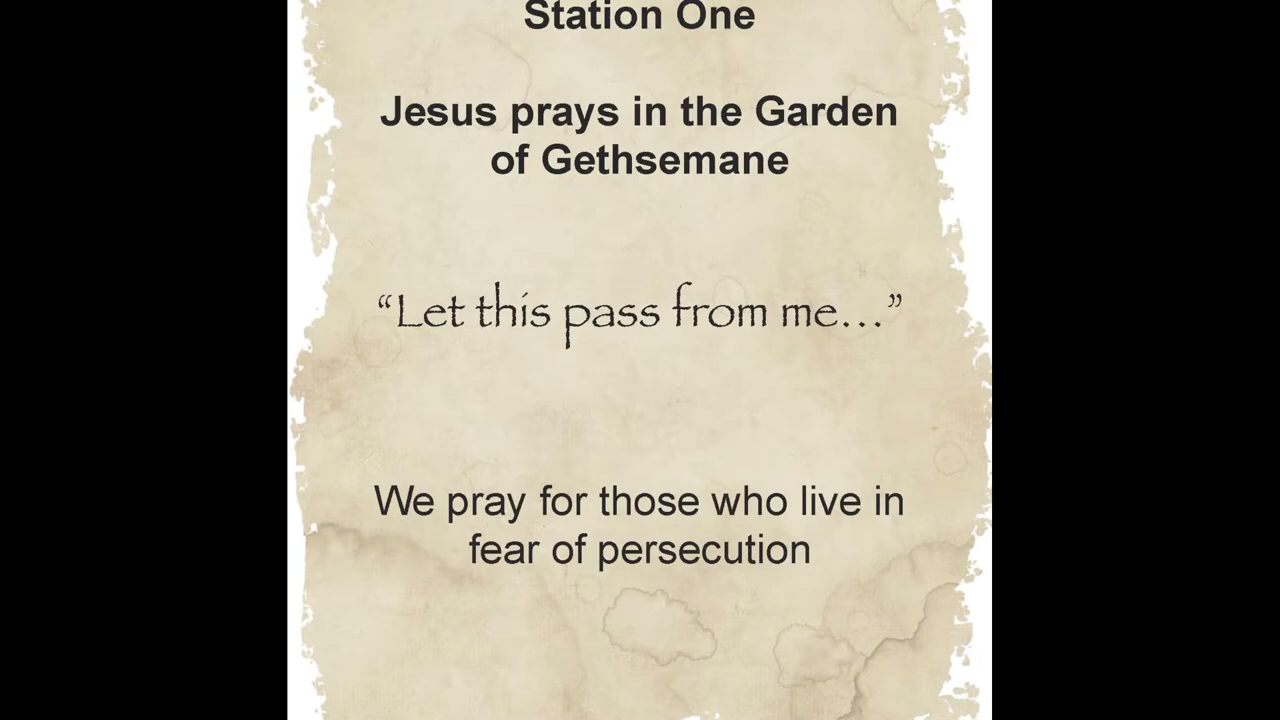 Station One
Jesus prays in the Garden
of Gethsemane
“Let this pass from me…”
We pray for those who live in
fear of persecution